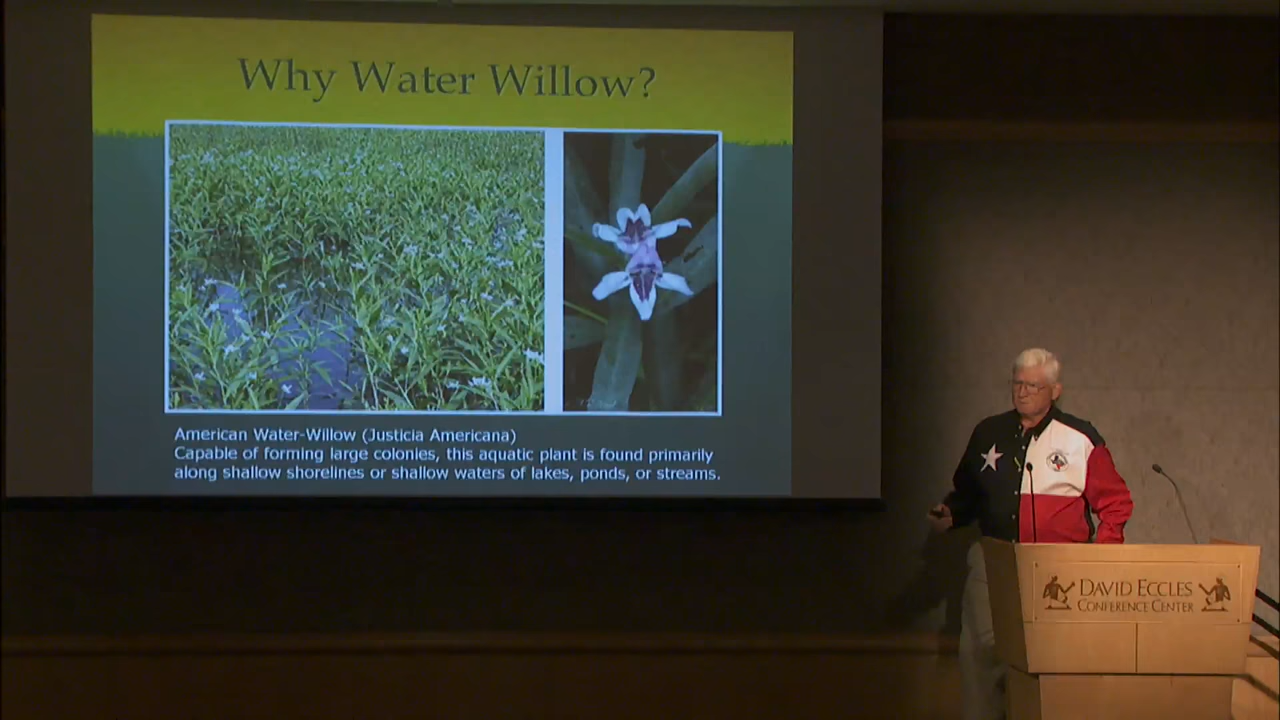 Why Water Willow?
American Water-Willow (Justicia Americana)
Capable of forming large colonies, this aquatic plant is found primarily
along shallow shorelines or shallow waters of lakes, ponds, or streams.
DAVID ECCLES
CONFERENCE CENTER